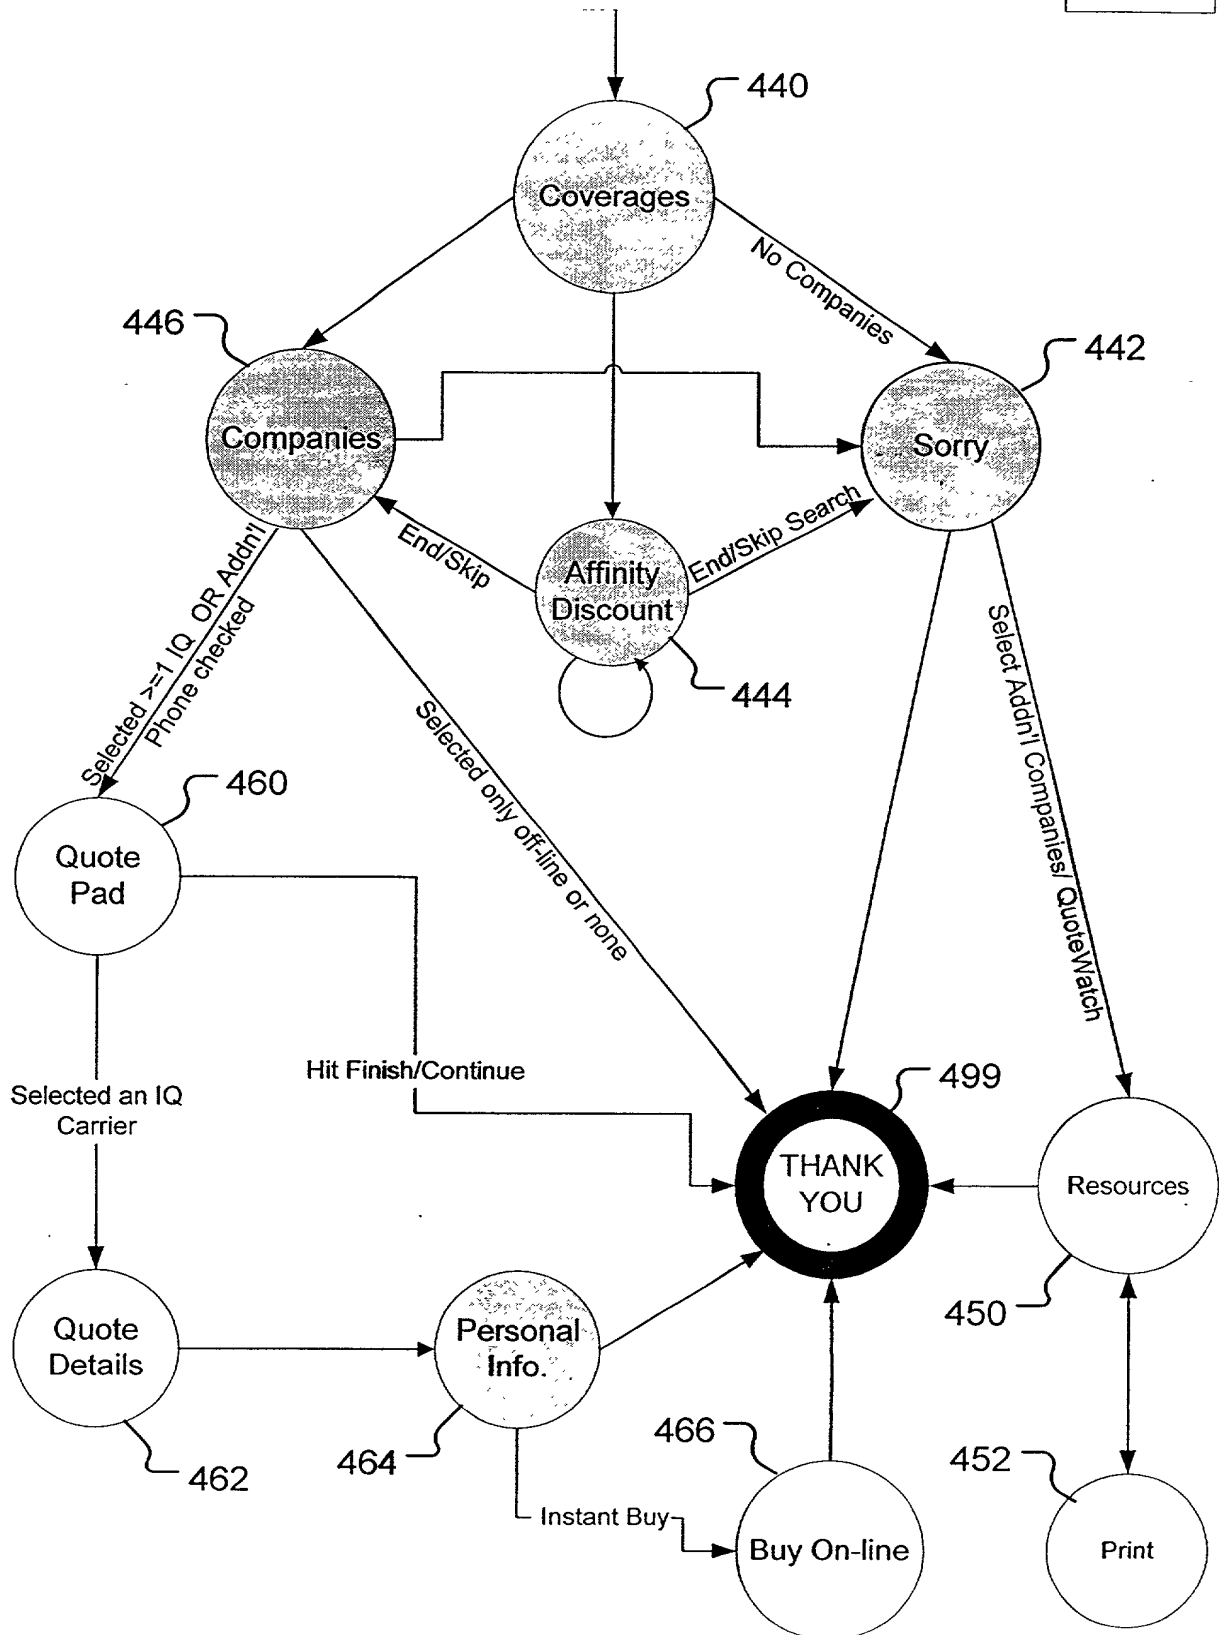 440
Coverages
No Companies
446
442
Companies
Sorry
End/Skip
End/Skip Search
Affinity
Discount
444
Selected >=1 IQ OR Addn'l
Phone checked
Selected only off-line or none
Select Addn'l Companies/ QuoteWatch
460
Quote
Pad
Hit Finish/Continue
Selected an IQ
Carrier
499
THANK
YOU
Resources
450
Quote
Details
Personal
Info.
462
464
466
452
Instant Buy
Buy On-line
Print